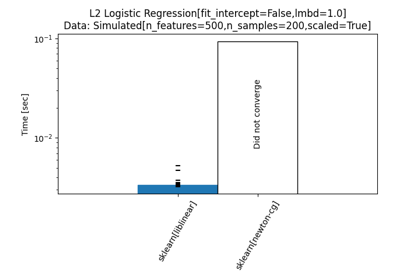 L2 Logistic Regression[fit_intercept=False,lmbd=1.0]
Data: Simulated[n_features=500,n_samples=200,scaled=True]
10⁻¹
Time [sec]
10⁻²
Did not converge
sklearn[liblinear]
sklearn[newton-cg]